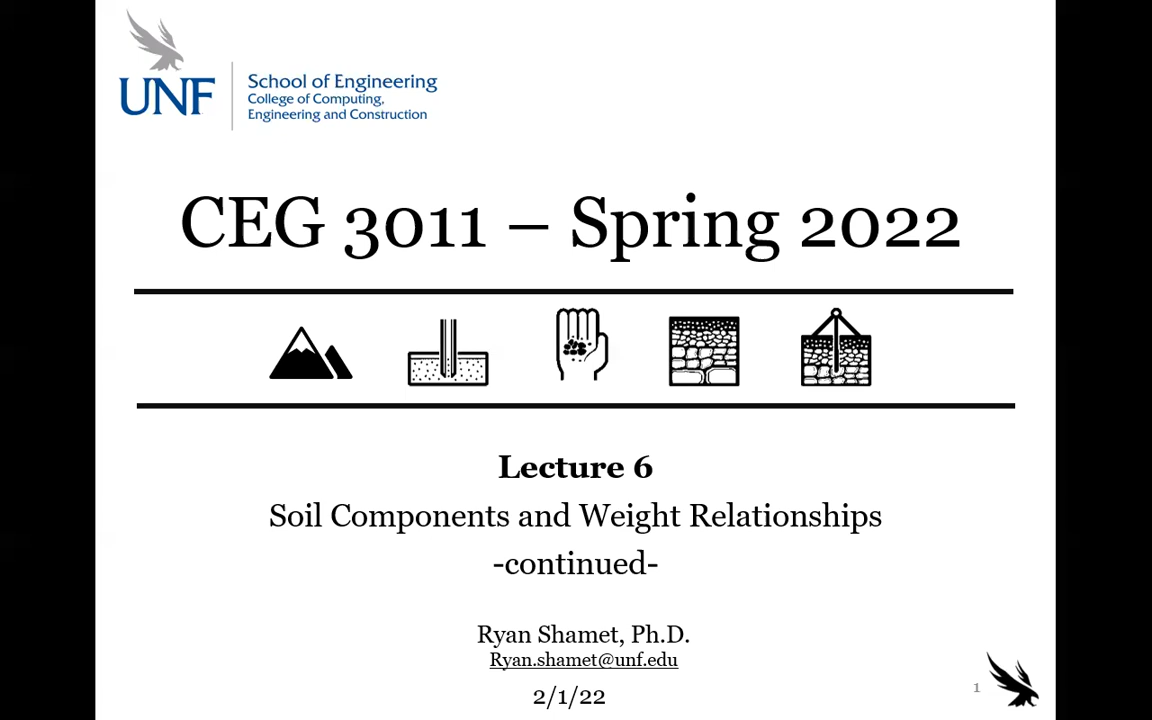 UNF
School of Engineering
College of Computing,
Engineering and Construction
CEG 3011 – Spring 2022
Lecture 6
Soil Components and Weight Relationships
-continued-
Ryan Shamet, Ph.D.
Ryan.shamet@unf.edu
2/1/22
1